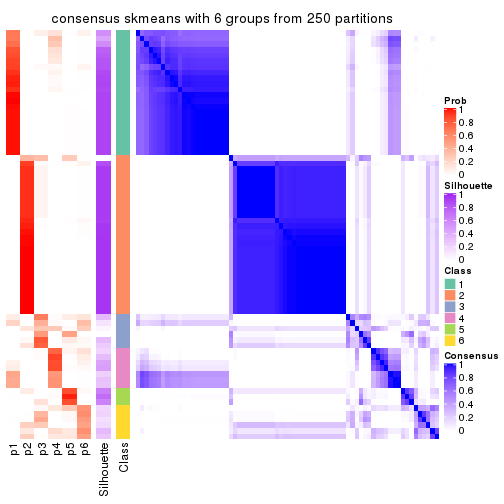 consensus skmeans with 6 groups from 250 partitions
Prob
1
0.8
0.6
0.4
0.2
0
Silhouette
1
0.8
0.6
0.4
0.2
0
Class
1
2
3
4
5
6
Consensus
1
0.8
0.6
0.4
0.2
0
p1
p2
p3
p4
p5
p6
Silhouette
Class